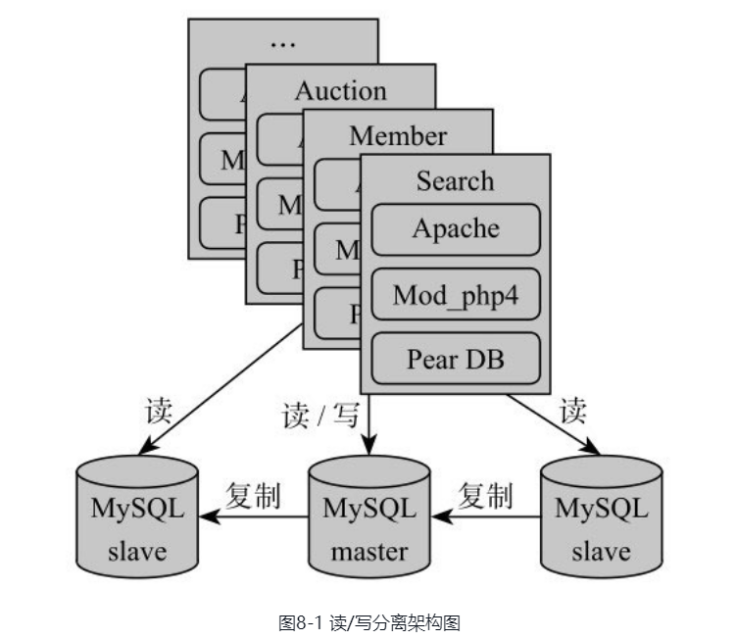 ...
Auction
Member
Search
Apache
M
Mod_php4
M
M
P
Pear DB
P
P
读
读 / 写
读
MySQL
slave
复制
MySQL
master
复制
MySQL
slave
图8-1 读/写分离架构图